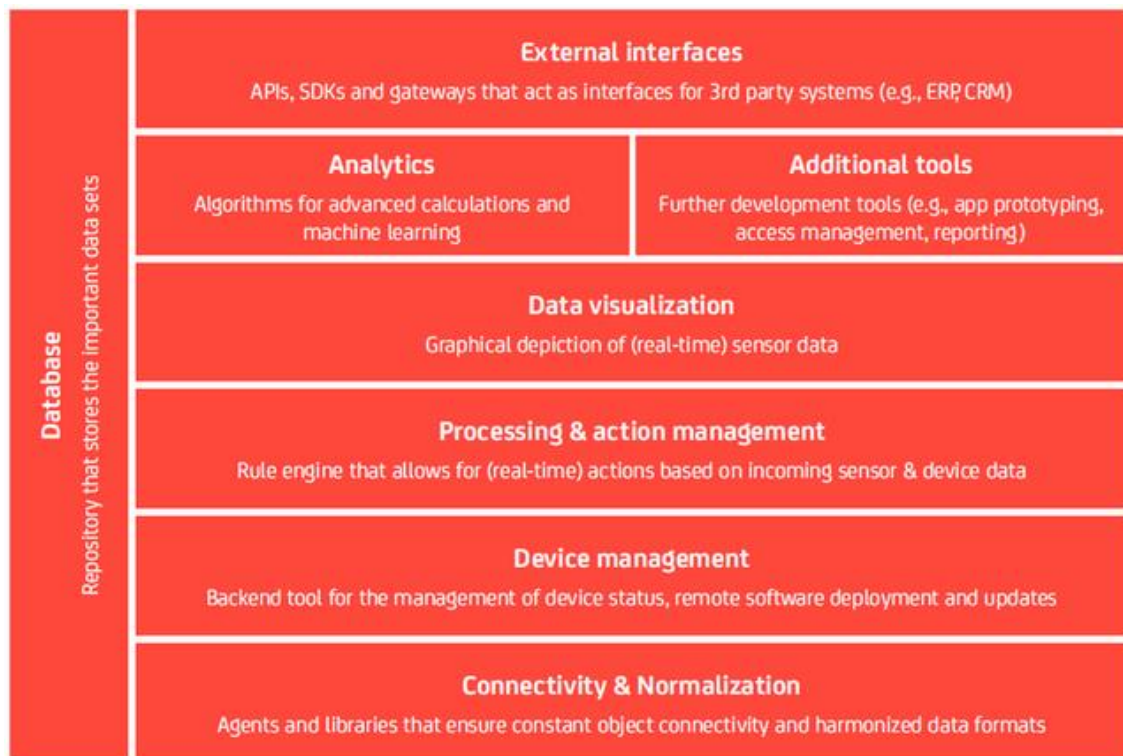 Database
Repository that stores the important data sets
External interfaces
APIs, SDKs and gateways that act as interfaces for 3rd party systems (e.g., ERP, CRM)
Analytics
Algorithms for advanced calculations and
machine learning
Additional tools
Further development tools (e.g., app prototyping,
access management, reporting)
Data visualization
Graphical depiction of (real-time) sensor data
Processing & action management
Rule engine that allows for (real-time) actions based on incoming sensor & device data
Device management
Backend tool for the management of device status, remote software deployment and updates
Connectivity & Normalization
Agents and libraries that ensure constant object connectivity and harmonized data formats